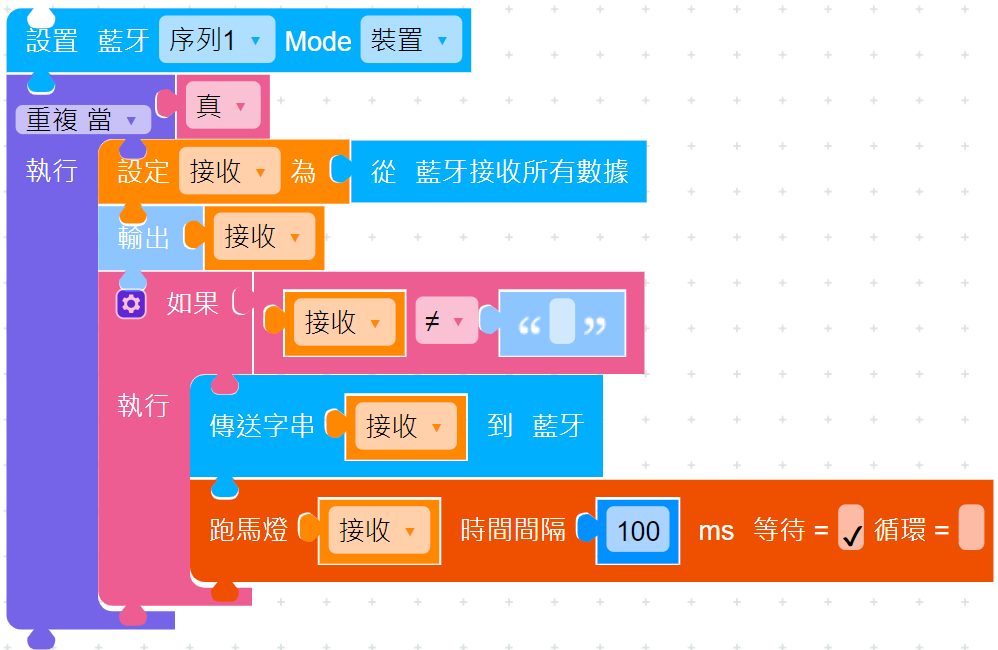 設置 藍牙 序列1 Mode 裝置
重複 當 真
執行 設定 接收 為 從 藍牙接收所有數據
輸出 接收
如果 接收 ≠ “ ”
執行 傳送字串 接收 到 藍牙
跑馬燈 接收 時間間隔 100 ms 等待 = ✓ 循環 =